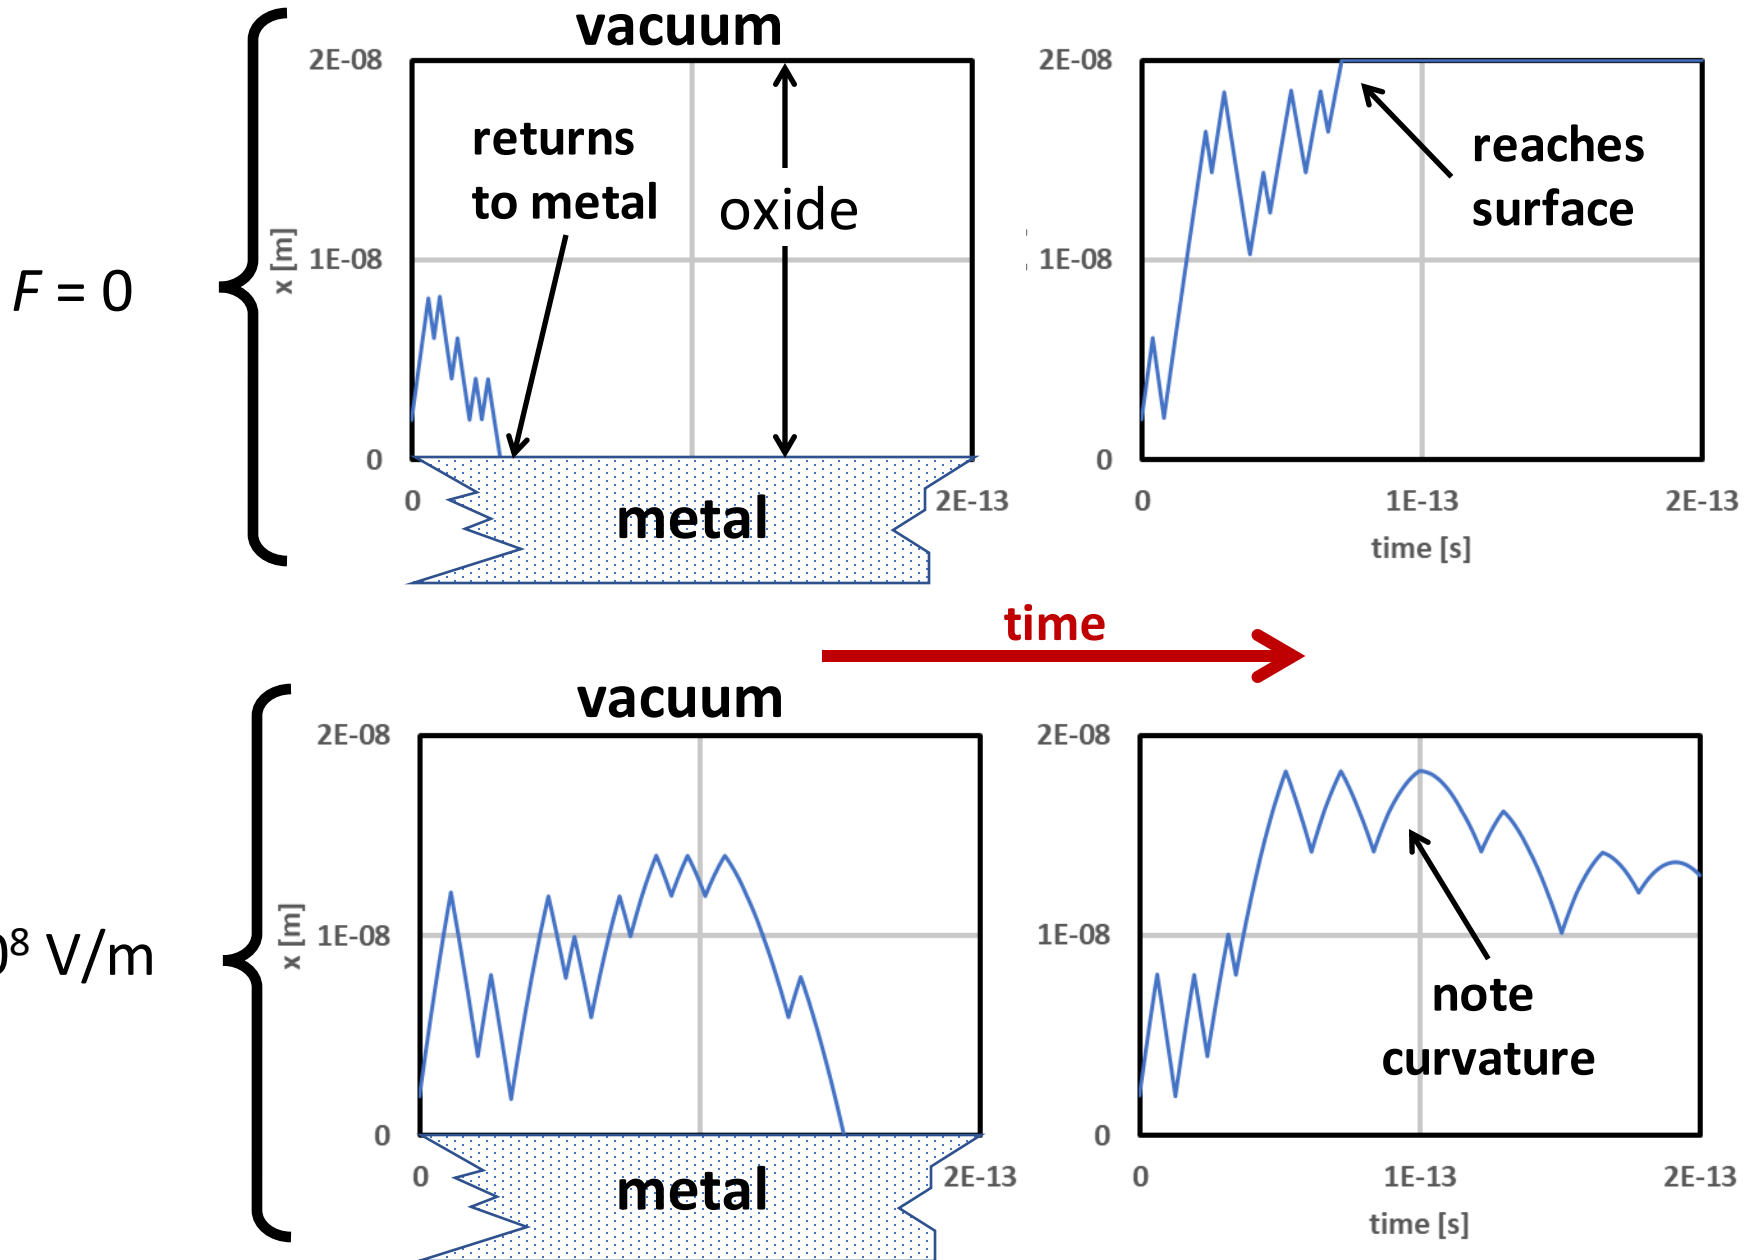 vacuum
2E-08
returns
to metal
oxide
x [m]
1E-08
0
0
2E-13
metal
F = 0
2E-08
reaches
surface
1E-08
0
0
1E-13
2E-13
time [s]
time
vacuum
2E-08
x [m]
1E-08
0
0
2E-13
metal
0⁸ V/m
2E-08
1E-08
note
curvature
0
0
1E-13
2E-13
time [s]